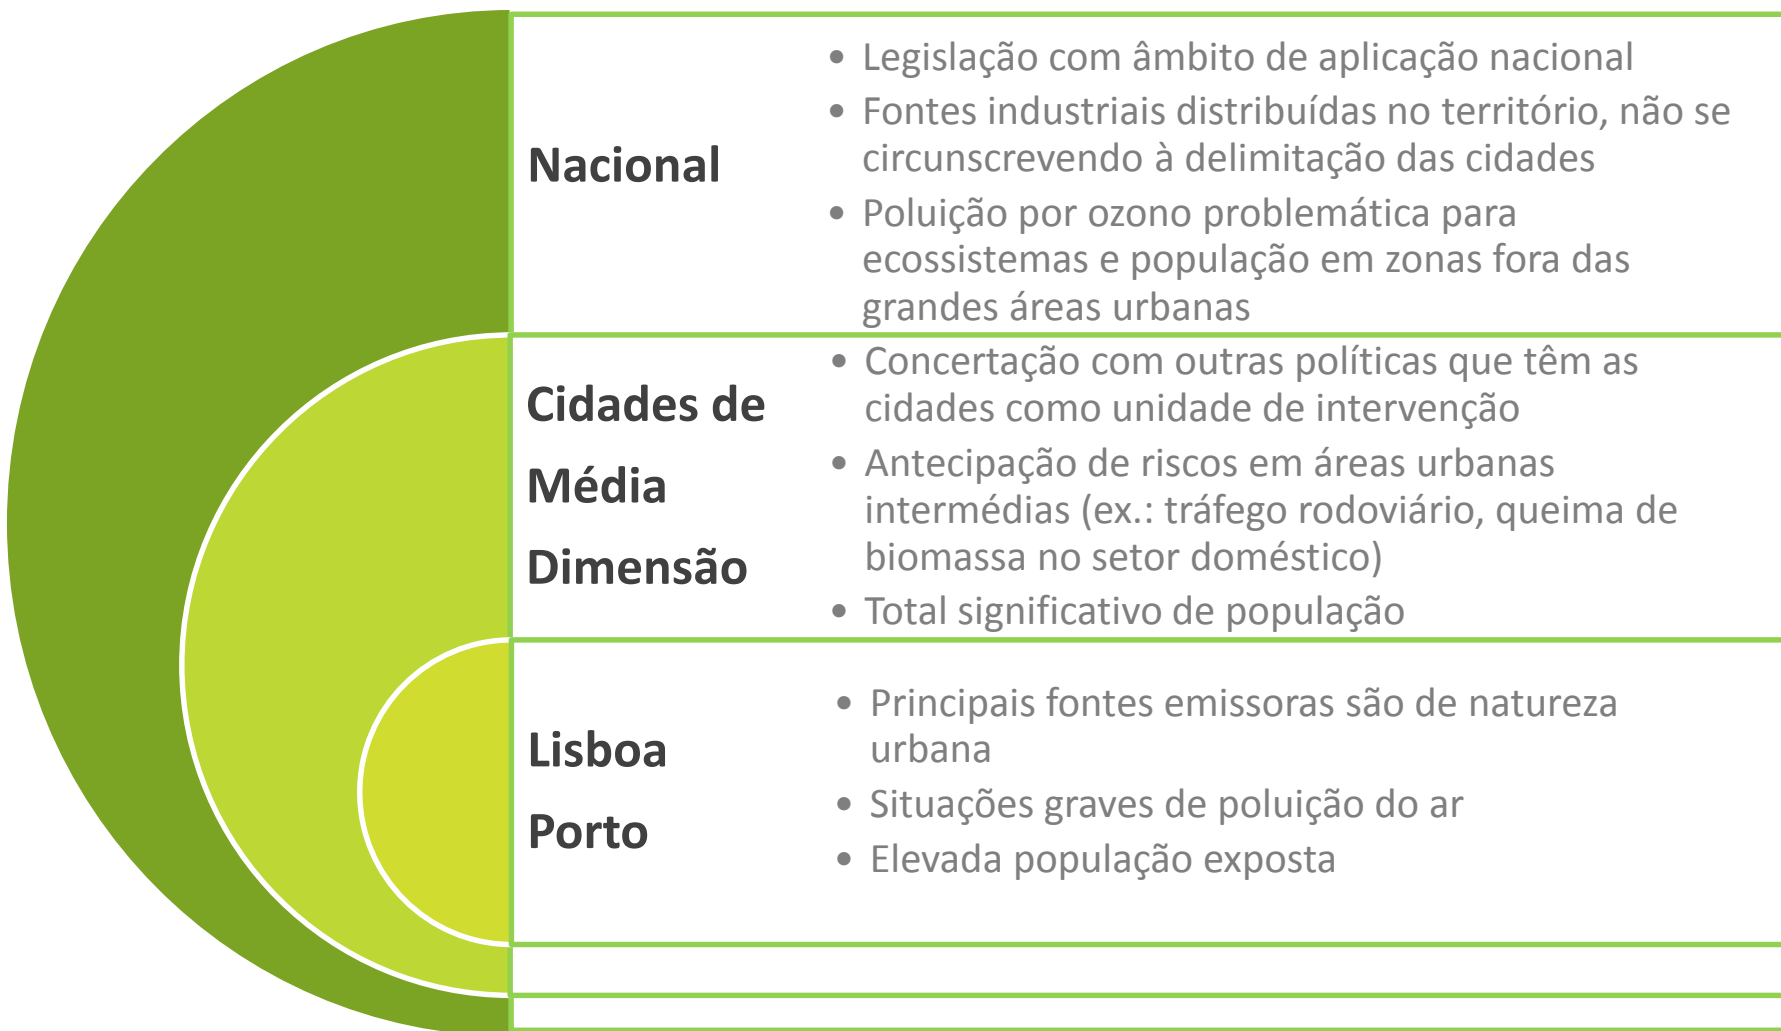 Nacional
• Legislação com âmbito de aplicação nacional
• Fontes industriais distribuídas no território, não se
circunscrevendo à delimitação das cidades
• Poluição por ozono problemática para
ecossistemas e população em zonas fora das
grandes áreas urbanas
Cidades de
Média
Dimensão
• Concertação com outras políticas que têm as
cidades como unidade de intervenção
• Antecipação de riscos em áreas urbanas
intermédias (ex.: tráfego rodoviário, queima de
biomassa no setor doméstico)
• Total significativo de população
Lisboa
Porto
• Principais fontes emissoras são de natureza
urbana
• Situações graves de poluição do ar
• Elevada população exposta